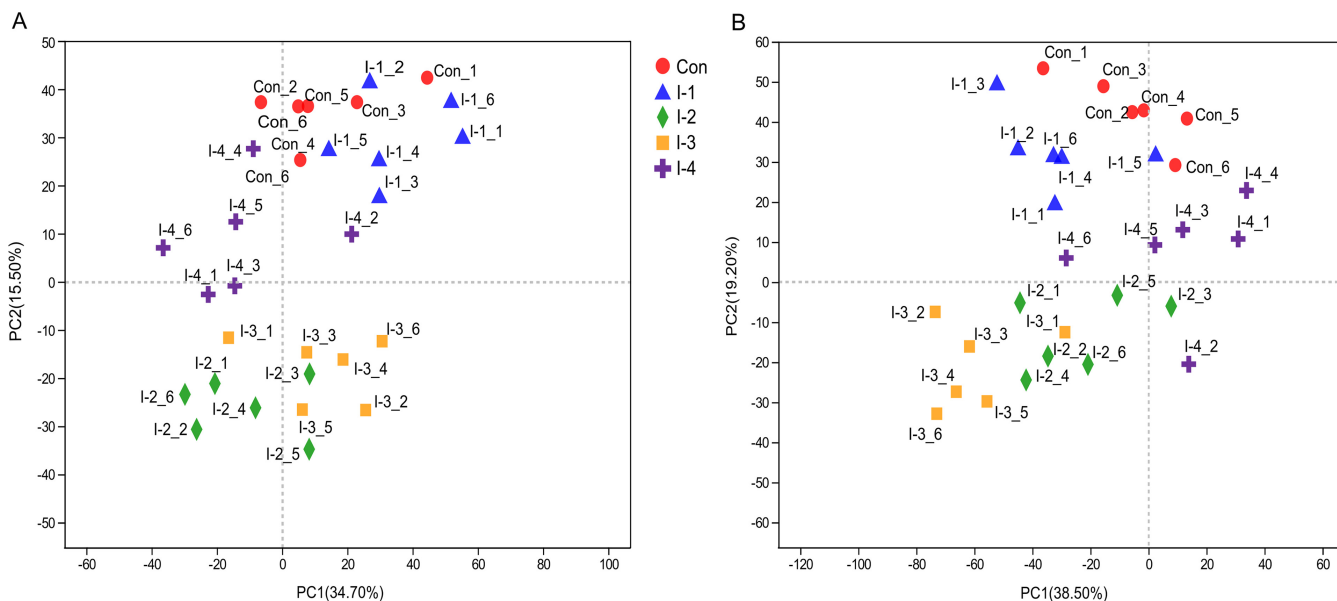 A
B
50
40
30
20
10
0
-10
-20
-30
-40
-50
PC2(15.50%)
-60
-40
-20
0
20
40
60
80
100
PC1(34.70%)
I-1_2
Con_1
Con_2
Con_5
Con_3
I-1_6
Con_6
I-1_1
I-1_5
Con_4
I-1_4
I-4_4
Con_6
I-1_3
I-4_5
I-4_2
I-4_6
I-4_3
I-4_1
I-3_1
I-3_3
I-3_6
I-2_1
I-2_3
I-3_4
I-2_6
I-2_4
I-3_2
I-2_2
I-3_5
I-2_5
Con
I-1
I-2
I-3
I-4
60
50
40
30
20
10
0
-10
-20
-30
-40
-50
-60
PC2(19.20%)
-120
-100
-80
-60
-40
-20
0
20
40
60
PC1(38.50%)
Con_1
Con_3
I-1_3
Con_2
Con_4
Con_5
I-1_2
I-1_6
I-1_5
Con_6
I-1_4
I-4_4
I-1_1
I-4_3
I-4_1
I-4_5
I-4_6
I-2_5
I-2_1
I-2_3
I-3_2
I-3_1
I-3_3
I-2_2
I-2_6
I-4_2
I-3_4
I-2_4
I-3_5
I-3_6